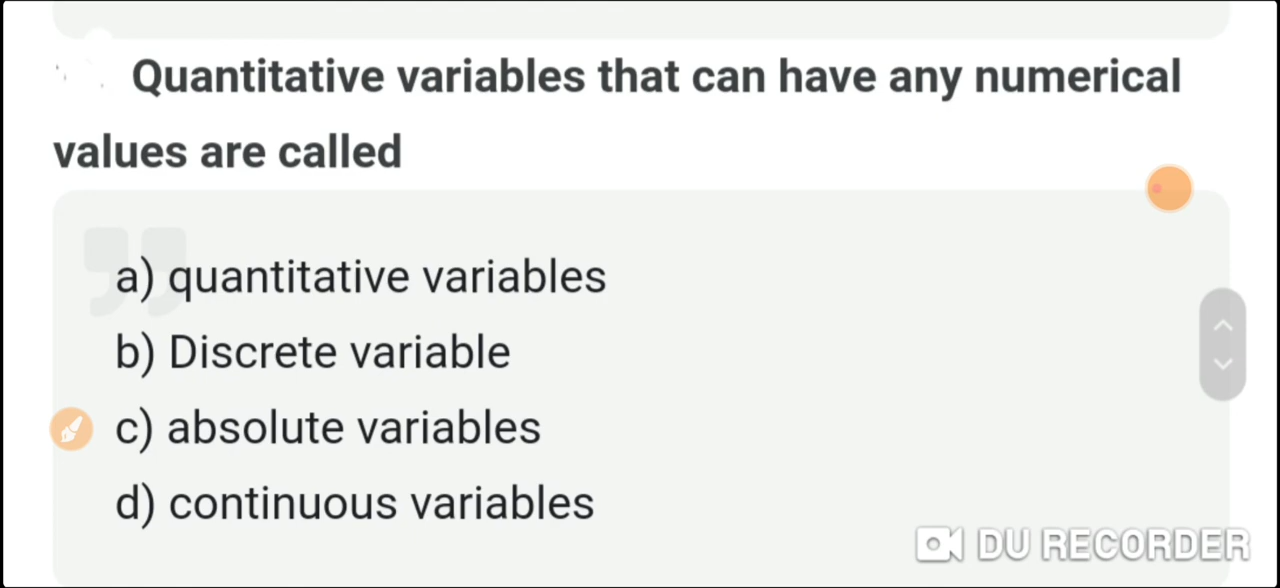 Quantitative variables that can have any numerical
values are called
a) quantitative variables
b) Discrete variable
c) absolute variables
d) continuous variables
DU RECORDER